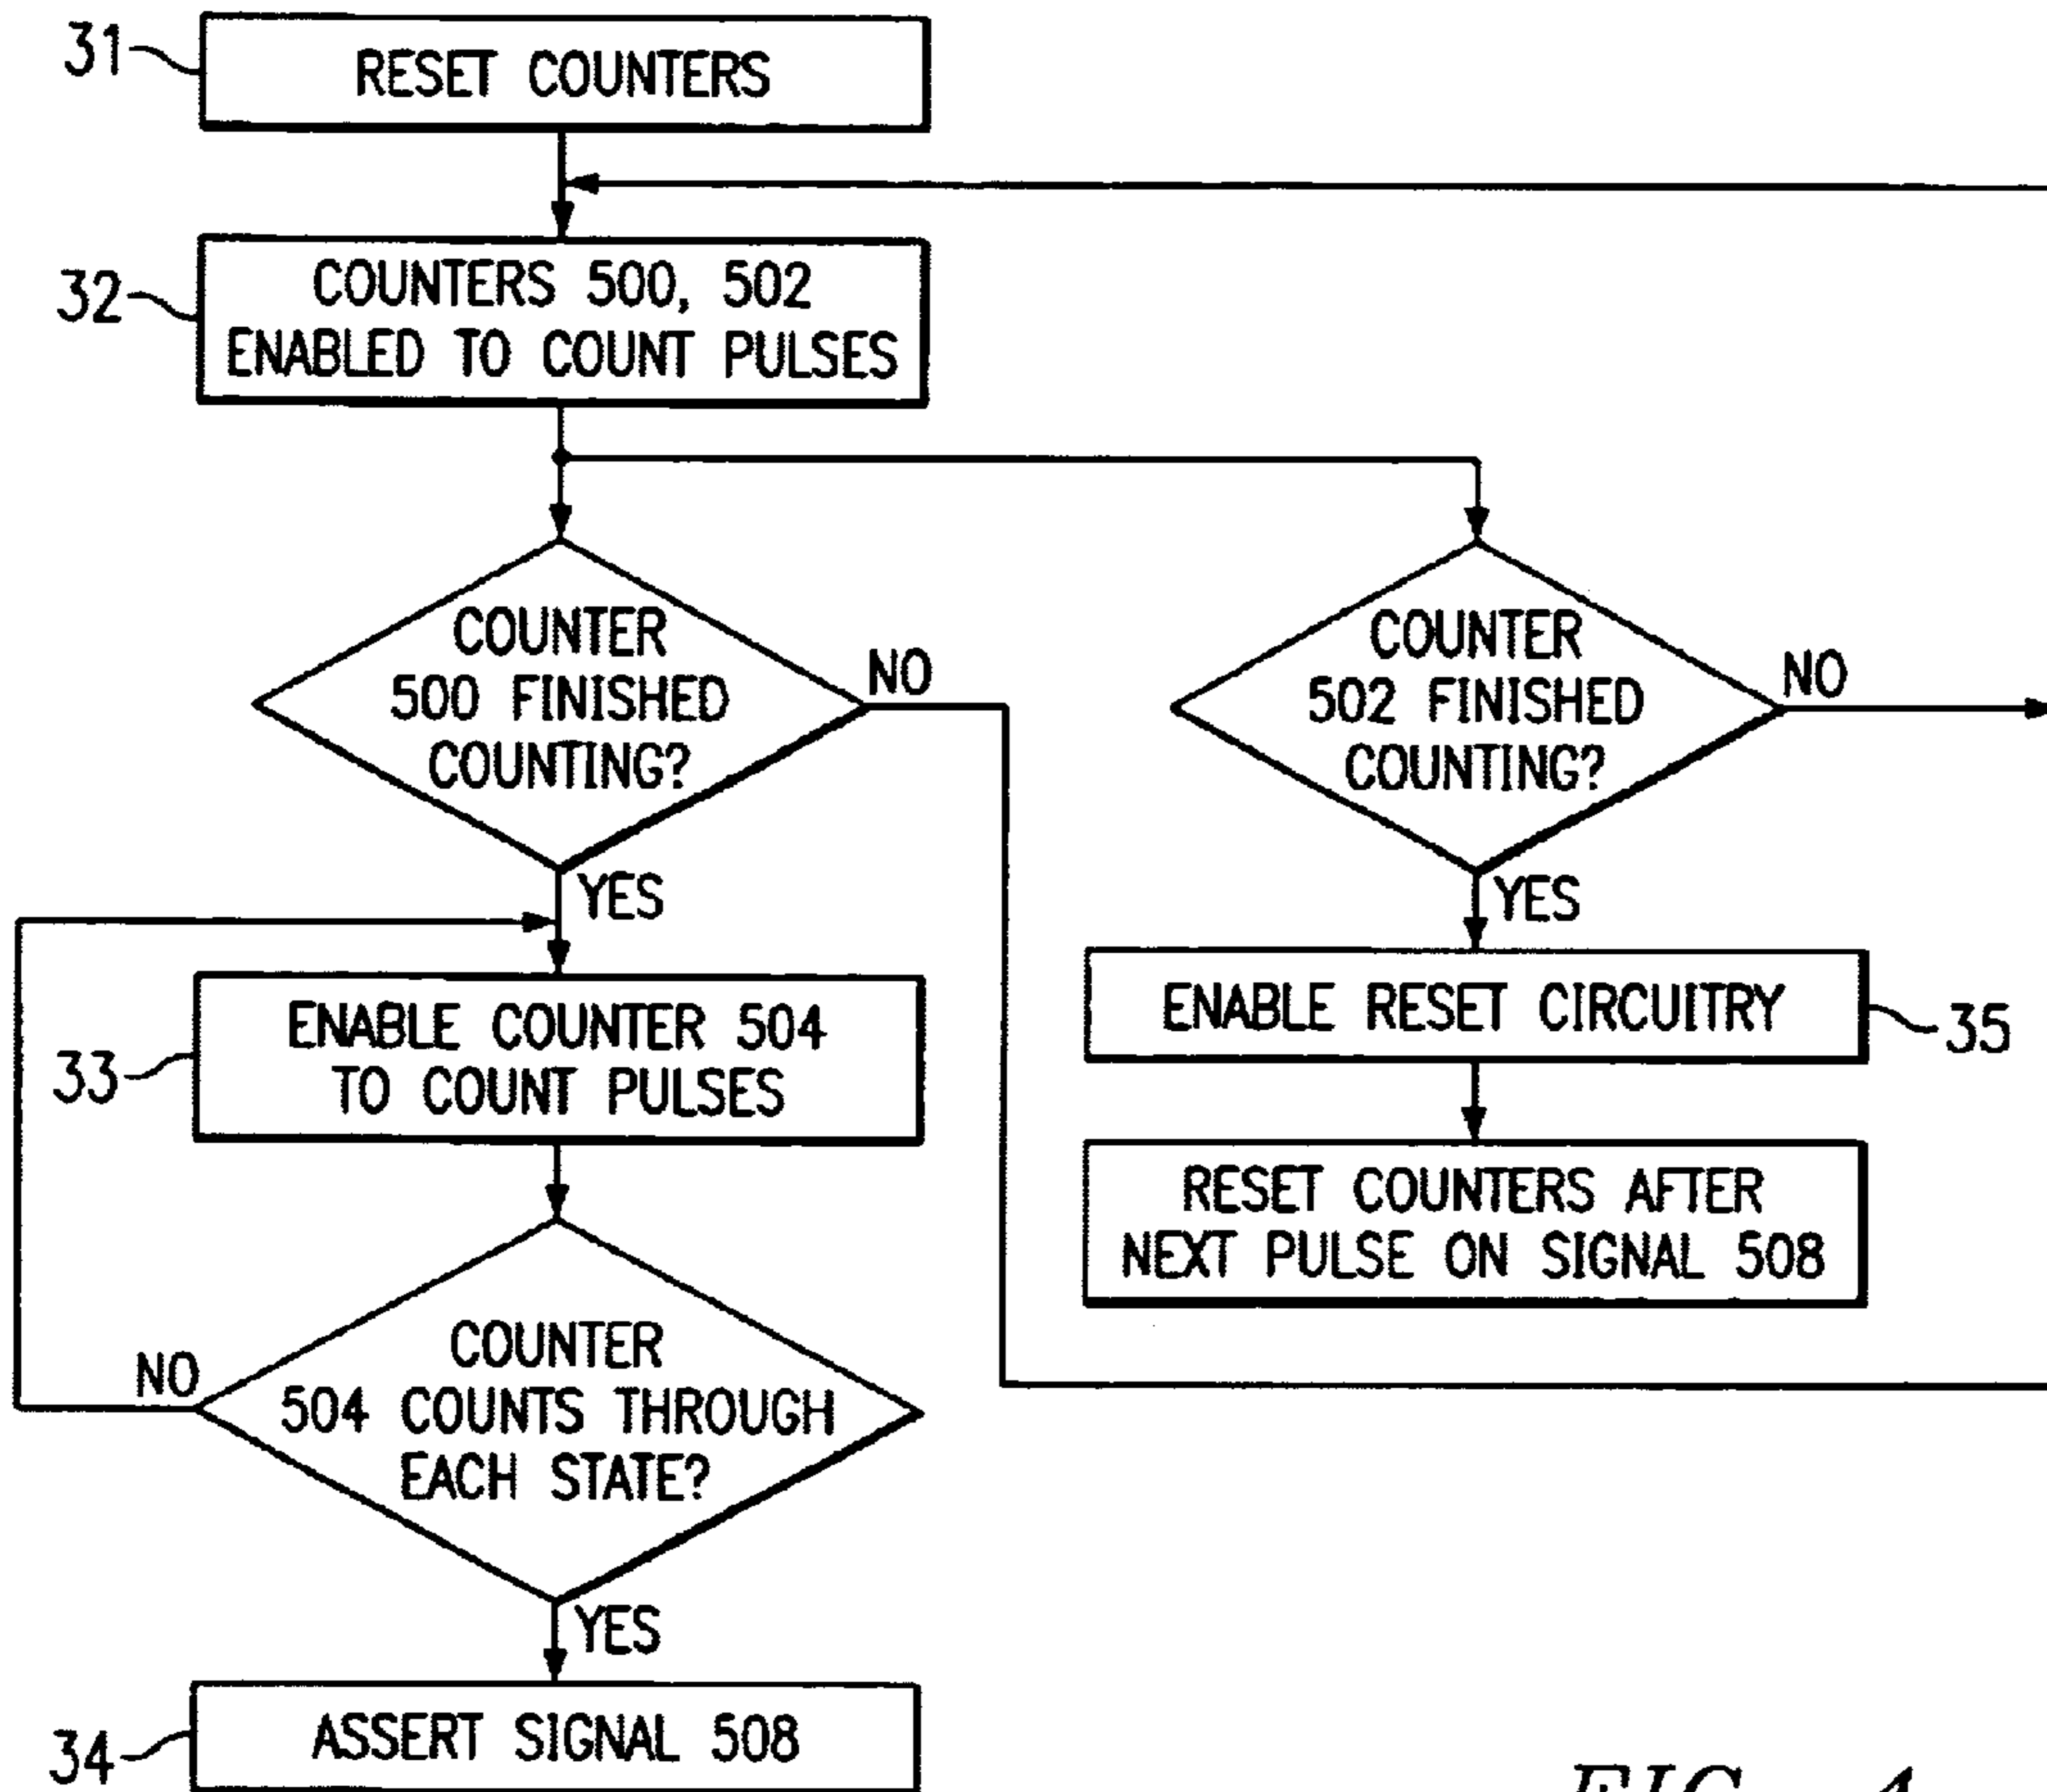 31
RESET COUNTERS
32
COUNTERS 500, 502
ENABLED TO COUNT PULSES
COUNTER
500 FINISHED
COUNTING?
NO
YES
COUNTER
502 FINISHED
COUNTING?
NO
YES
33
ENABLE COUNTER 504
TO COUNT PULSES
ENABLE RESET CIRCUITRY
35
RESET COUNTERS AFTER
NEXT PULSE ON SIGNAL 508
COUNTER
504 COUNTS THROUGH
EACH STATE?
NO
YES
34
ASSERT SIGNAL 508
FIG. 4